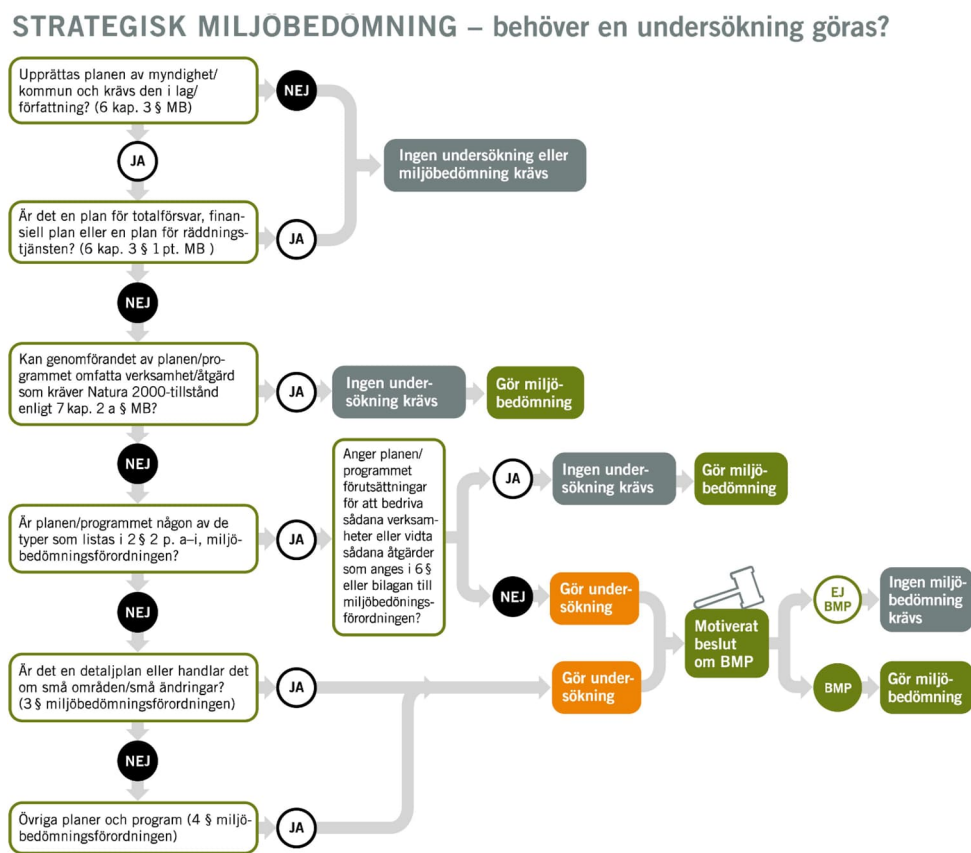 STRATEGISK MILJÖBEDÖMNING – behöver en undersökning göras?
Upprättas planen av myndighet/
kommun och krävs den i lag/
författning? (6 kap. 3 § MB)
NEJ
JA
Ingen undersökning eller
miljöbedömning krävs
Är det en plan för totalförsvar, finan-
siell plan eller en plan för räddnings-
tjänsten? (6 kap. 3 § 1 pt. MB )
JA
NEJ
Kan genomförandet av planen/pro-
grammet omfatta verksamhet/åtgärd
som kräver Natura 2000-tillstånd
enligt 7 kap. 2 a § MB?
JA
Ingen under-
sökning krävs
Gör miljö-
bedömning
NEJ
Är planen/programmet någon av de
typer som listas i 2 § 2 p. a–i, miljö-
bedömningsförordningen?
JA
Anger planen/
programmet
förutsättningar
för att bedriva
sådana verksam-
heter eller vidta
sådana åtgärder
som anges i 6 §
eller bilagan till
miljöbedönings-
förordningen?
JA
Ingen under-
sökning krävs
Gör miljö-
bedömning
NEJ
Gör under-
sökning
Motiverat
beslut
om BMP
EJ
BMP
Ingen miljö-
bedömning
krävs
BMP
Gör miljö-
bedömning
NEJ
Är det en detaljplan eller handlar det
om små områden/små ändringar?
(3 § miljöbedömningsförordningen)
JA
Gör under-
sökning
NEJ
Övriga planer och program (4 § miljö-
bedömningsförordningen)
JA